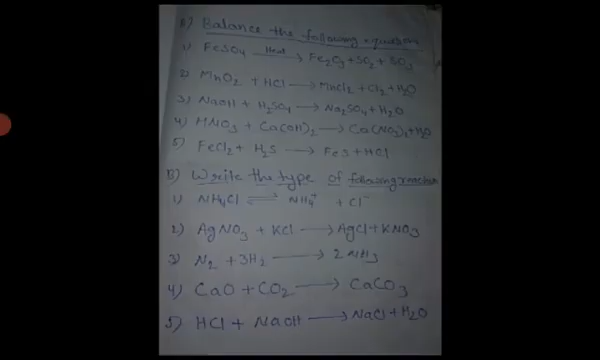 A) Balance the following equation
1) FeSO4 —Heat→ Fe2O3 + SO2 + SO3
2) MnO2 + HCl → MnCl2 + Cl2 + H2O
3) NaOH + H2SO4 → Na2SO4 + H2O
4) HNO3 + Ca(OH)2 → Ca(NO3)2 + H2O
5) FeCl2 + H2S → FeS + HCl
B) Write the type of following reaction
1) NH4Cl ⇌ NH4+ + Cl-
2) AgNO3 + KCl → AgCl + KNO3
3) N2 + 3H2 → 2NH3
4) CaO + CO2 → CaCO3
5) HCl + NaOH → NaCl + H2O